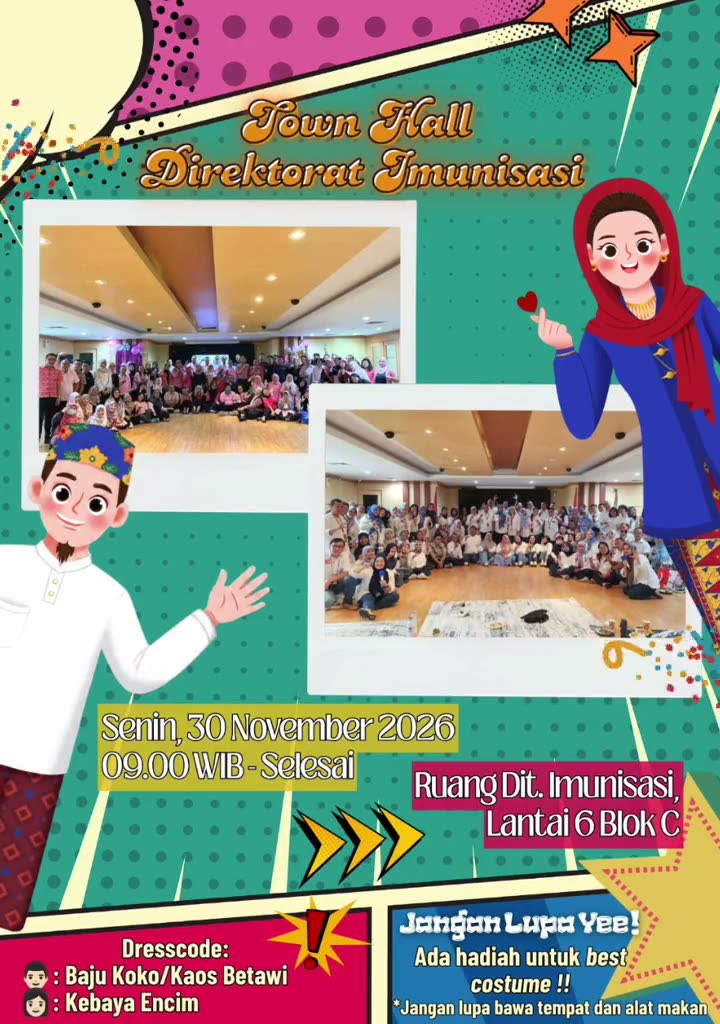 Town Hall
Direktorat Imunisasi
Senin, 30 November 2026
09.00 WIB - Selesai
Ruang Dit. Imunisasi,
Lantai 6 Blok C
Dresscode:
: Baju Koko/Kaos Betawi
: Kebaya Encim
Jangan Lupa Yee!
Ada hadiah untuk best
costume !!
*Jangan lupa bawa tempat dan alat makan